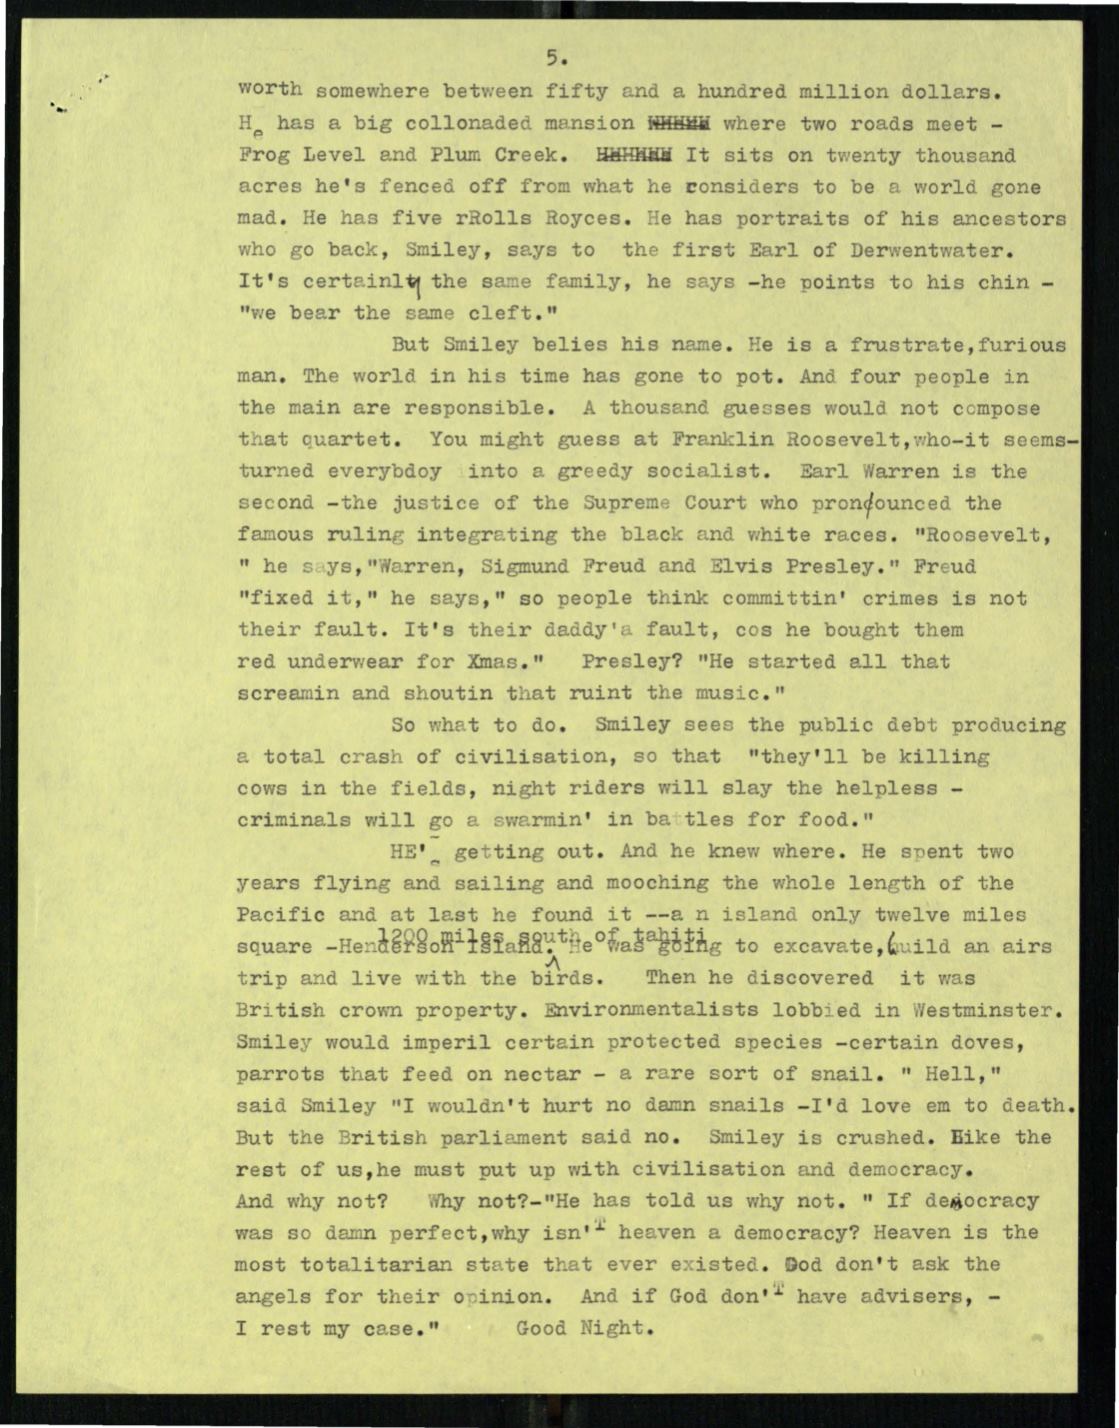 5.
worth somewhere between fifty and a hundred million dollars.
He has a big collonaded mansion where two roads meet -
Frog Level and Plum Creek. It sits on twenty thousand
acres he's fenced off from what he considers to be a world gone
mad. He has five rRolls Royces. He has portraits of his ancestors
who go back, Smiley, says to the first Earl of Derwentwater.
It's certainly the same family, he says -he points to his chin -
"we bear the same cleft."
But Smiley belies his name. He is a frustrate,furious
man. The world in his time has gone to pot. And four people in
the main are responsible. A thousand guesses would not compose
that quartet. You might guess at Franklin Roosevelt,who-it seems-
turned everybdoy into a greedy socialist. Earl Warren is the
second -the justice of the Supreme Court who pronounced the
famous ruling integrating the black and white races. "Roosevelt,
" he says,"Warren, Sigmund Freud and Elvis Presley." Freud
"fixed it," he says," so people think committin' crimes is not
their fault. It's their daddy'a fault, cos he bought them
red underwear for Xmas." Presley? "He started all that
screamin and shoutin that ruint the music."
So what to do. Smiley sees the public debt producing
a total crash of civilisation, so that "they'll be killing
cows in the fields, night riders will slay the helpless -
criminals will go a swarmin' in battles for food."
HE' getting out. And he knew where. He spent two
years flying and sailing and mooching the whole length of the
Pacific and at last he found it --a n island only twelve miles
1200 miles south of tahiti
square -Henderson Island. He was going to excavate,build an airs
trip and live with the birds. Then he discovered it was
British crown property. Environmentalists lobbied in Westminster.
Smiley would imperil certain protected species -certain doves,
parrots that feed on nectar - a rare sort of snail. " Hell,"
said Smiley "I wouldn't hurt no damn snails -I'd love em to death.
But the British parliament said no. Smiley is crushed. Like the
rest of us,he must put up with civilisation and democracy.
And why not? Why not?-"He has told us why not. " If democracy
was so damn perfect,why isn'T heaven a democracy? Heaven is the
most totalitarian state that ever existed. God don't ask the
angels for their opinion. And if God don'T have advisers, -
I rest my case." Good Night.